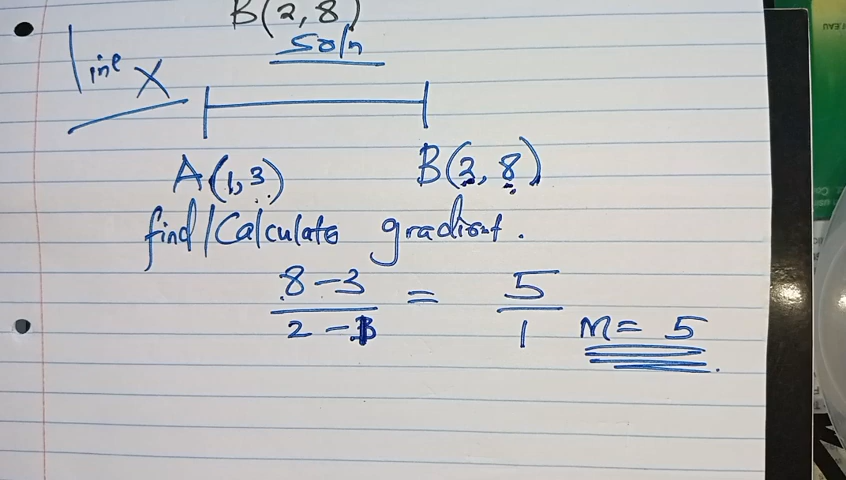 B(2,8)
Soln
line X
A(1,3) B(2,8)
find/Calculate gradient.
8-3 = 5
2-1 1 M= 5